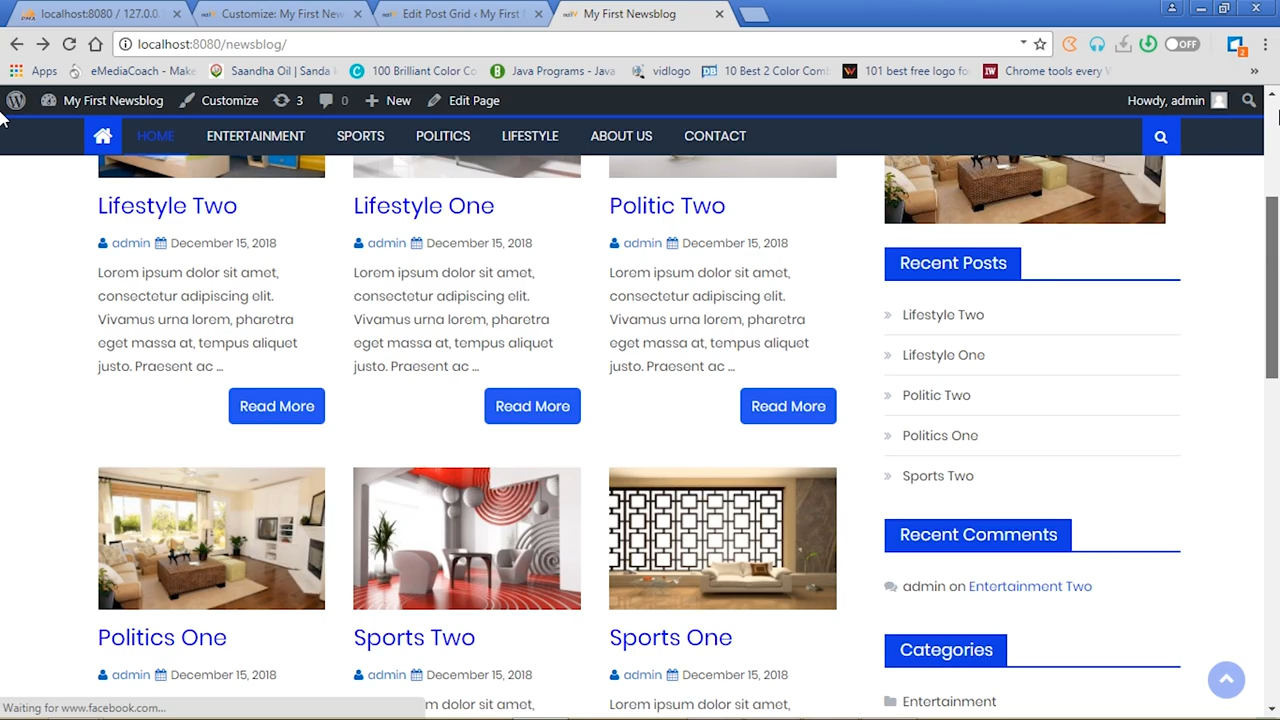 localhost:8080 / 127.0.0.1
Customize: My First New
Edit Post Grid ‹ My First
My First Newsblog
localhost:8080/newsblog/
OFF
2
Apps
eMediaCoach - Make
Saandha Oil | Sanda
100 Brilliant Color Co
Java Programs - Java
vidlogo
10 Best 2 Color Comb
101 best free logo fo
Chrome tools every W
»
My First Newsblog
Customize
3
0
New
Edit Page
Howdy, admin
HOME
ENTERTAINMENT
SPORTS
POLITICS
LIFESTYLE
ABOUT US
CONTACT
Lifestyle Two
admin December 15, 2018
Lorem ipsum dolor sit amet,
consectetur adipiscing elit.
Vivamus urna lorem, pharetra
eget massa at, tempus aliquet
justo. Praesent ac ...
Read More
Lifestyle One
admin December 15, 2018
Lorem ipsum dolor sit amet,
consectetur adipiscing elit.
Vivamus urna lorem, pharetra
eget massa at, tempus aliquet
justo. Praesent ac ...
Read More
Politic Two
admin December 15, 2018
Lorem ipsum dolor sit amet,
consectetur adipiscing elit.
Vivamus urna lorem, pharetra
eget massa at, tempus aliquet
justo. Praesent ac ...
Read More
Politics One
admin December 15, 2018
Sports Two
admin December 15, 2018
m ipsum dolor sit amet,
Sports One
admin December 15, 2018
Lorem ipsum dolor sit amet,
Recent Posts
Lifestyle Two
Lifestyle One
Politic Two
Politics One
Sports Two
Recent Comments
admin on Entertainment Two
Categories
Entertainment
Waiting for www.facebook.com...